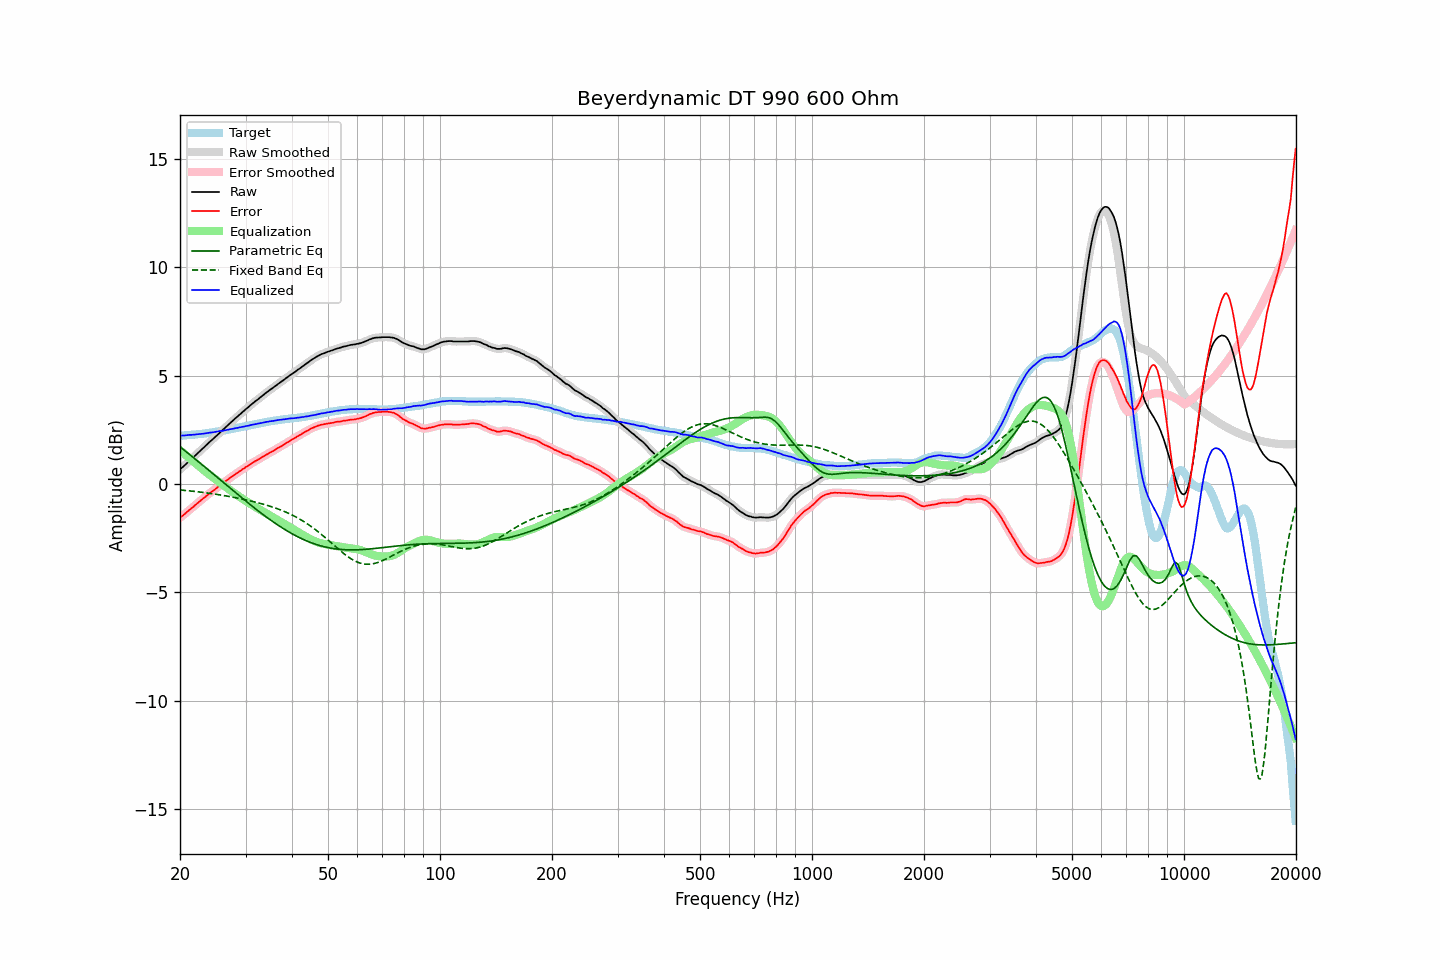 Beyerdynamic DT 990 600 Ohm
Target
Raw Smoothed
Error Smoothed
Raw
Error
Equalization
Parametric Eq
Fixed Band Eq
Equalized
Amplitude (dBr)
15
10
5
0
−5
−10
−15
20 50 100 200 500 1000 2000 5000 10000 20000
Frequency (Hz)